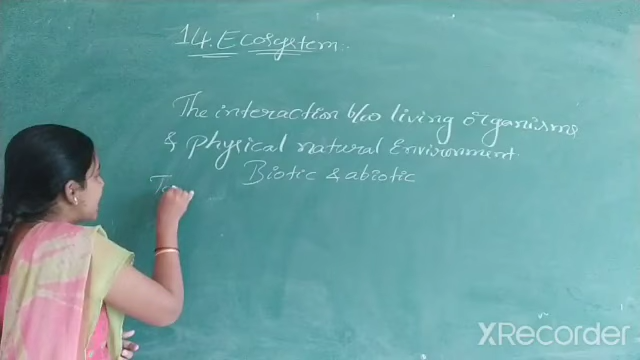 14. Ecosystem.
The interaction b/w living organisms
& physical natural Environment.
Biotic & abiotic
XRecorder